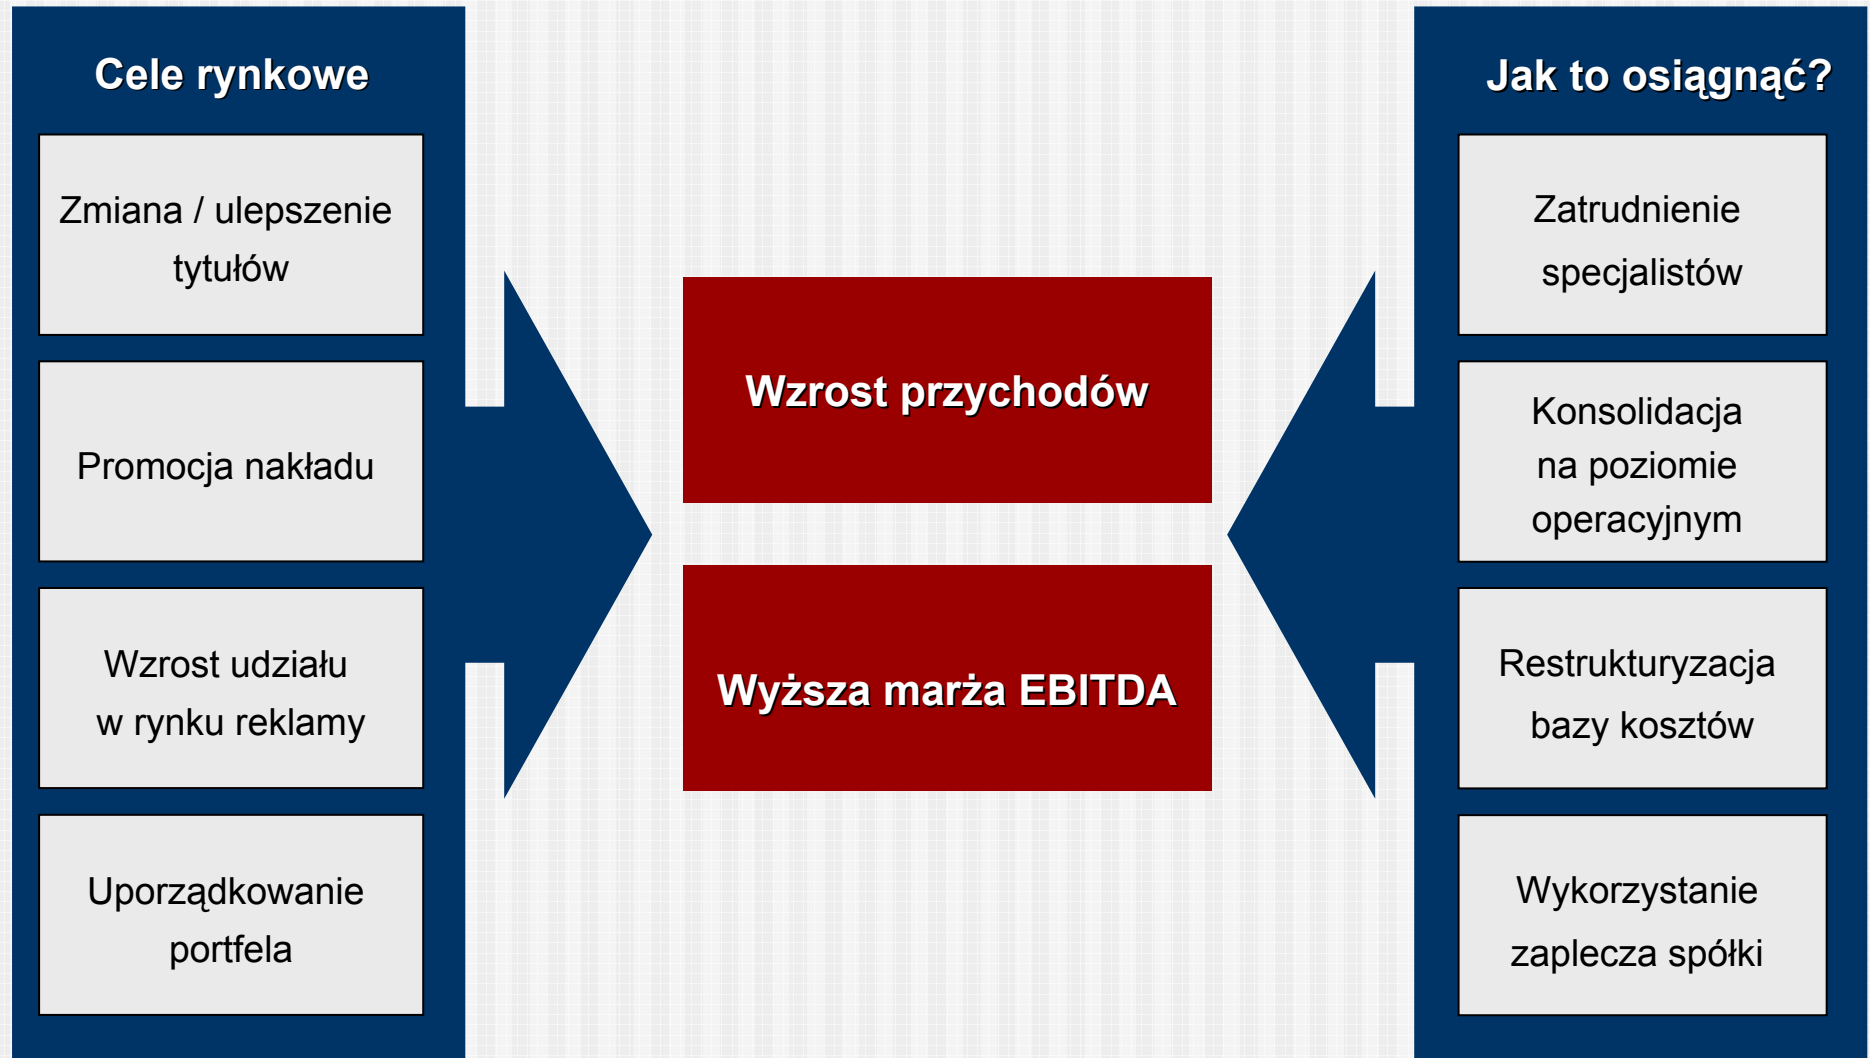 Cele rynkowe
Zmiana / ulepszenie
tytułów
Promocja nakładu
Wzrost udziału
w rynku reklamy
Uporządkowanie
portfela
Wzrost przychodów
Wyższa marża EBITDA
Jak to osiągnąć?
Zatrudnienie
specjalistów
Konsolidacja
na poziomie
operacyjnym
Restrukturyzacja
bazy kosztów
Wykorzystanie
zaplecza spółki